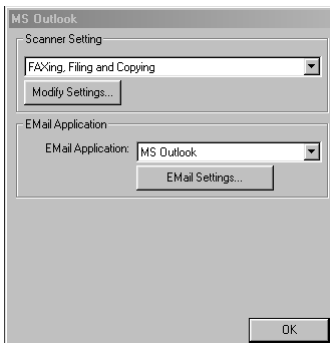 MS Outlook
Scanner Setting
FAXing, Filing and Copying
Modify Settings...
EMail Application
EMail Application: MS Outlook
EMail Settings...
OK